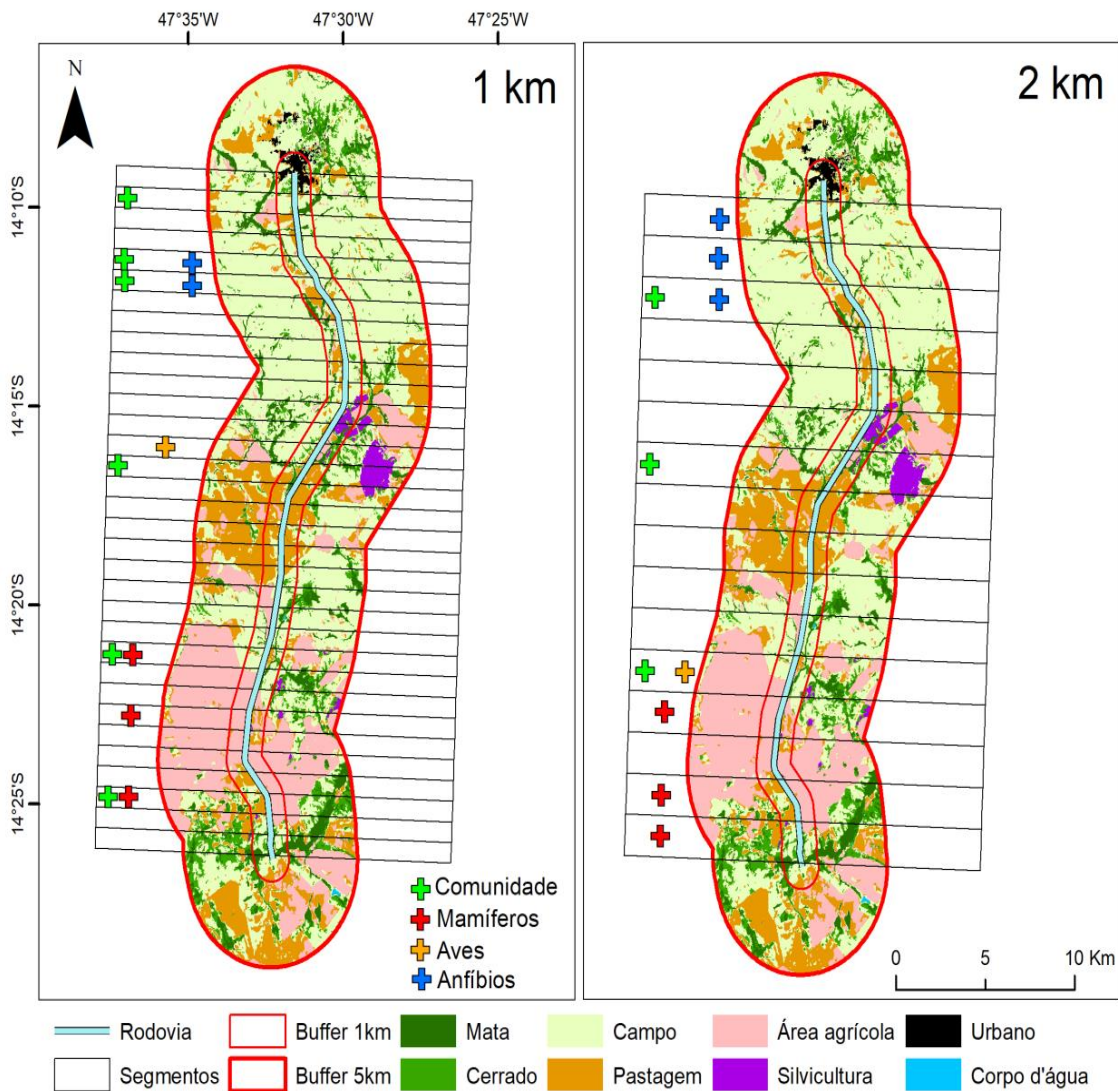 47°35'W 47°30'W 47°25'W
N
1 km
2 km
14°10'S
14°15'S
14°20'S
14°25'S
Comunidade
Mamíferos
Aves
Anfíbios
0 5 10 Km
Rodovia Buffer 1km Mata Campo Área agrícola Urbano
Segmentos Buffer 5km Cerrado Pastagem Silvicultura Corpo d'água